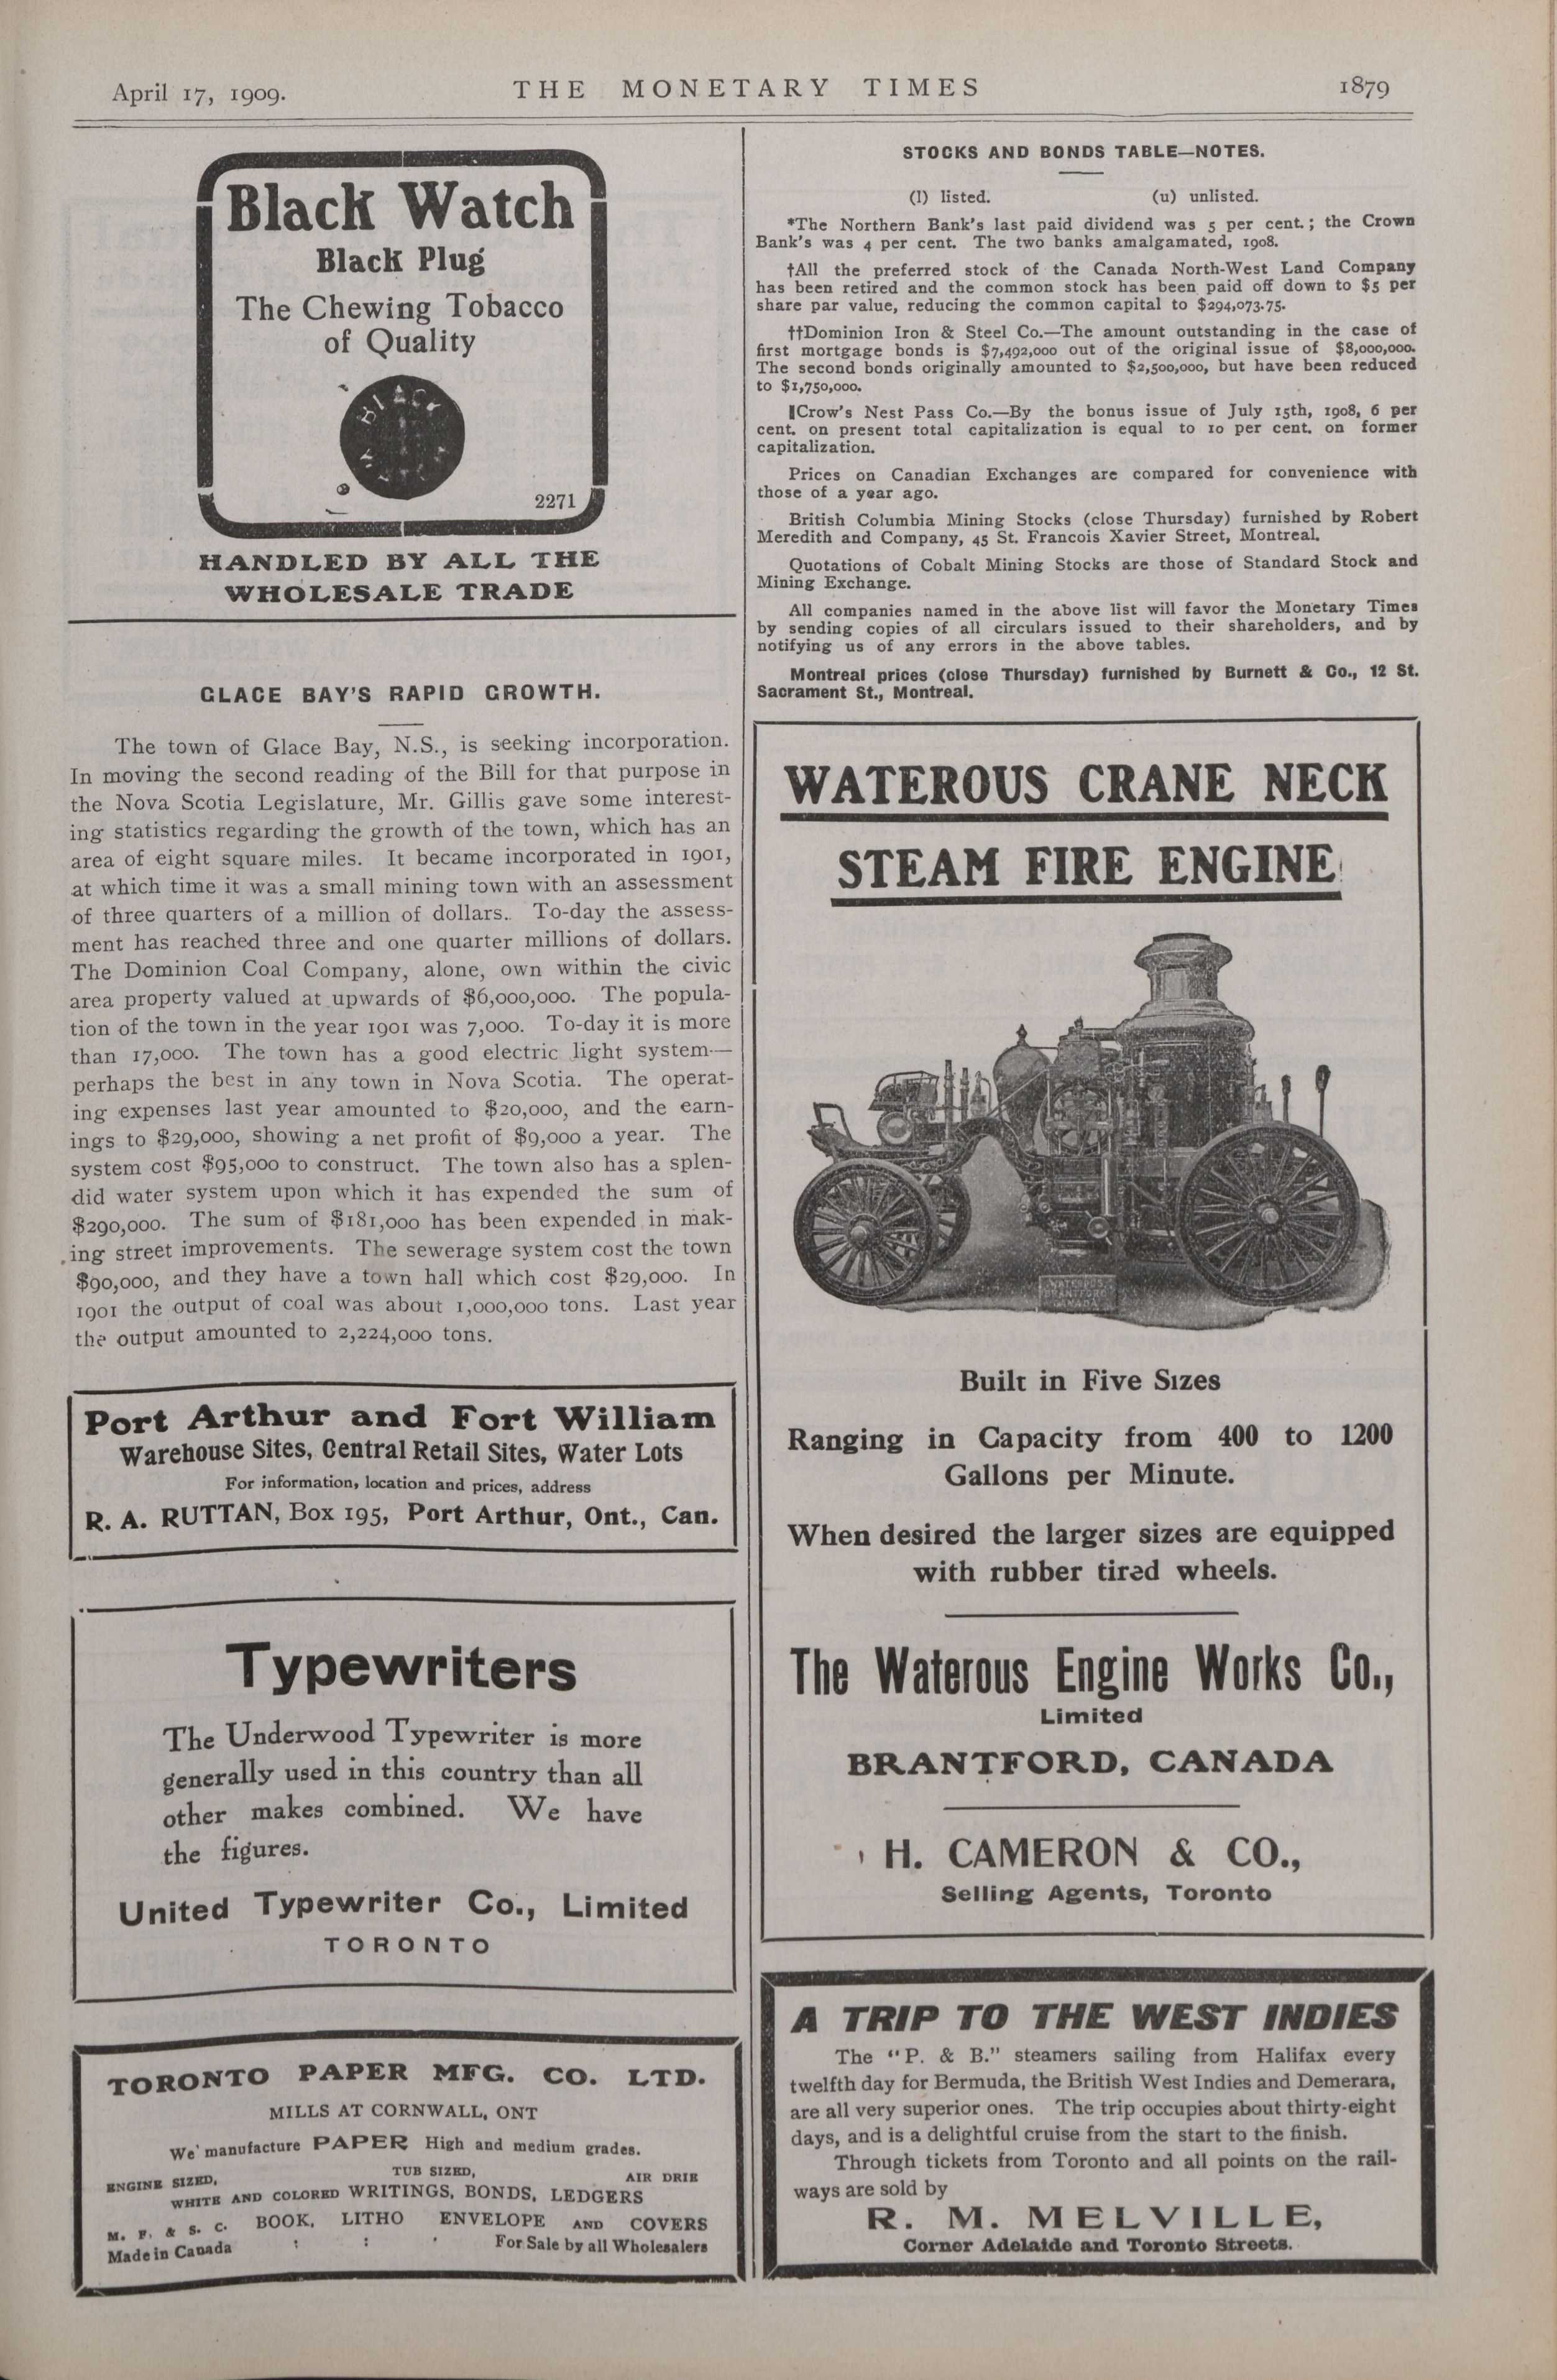 April 17, 1909.
THE MONETARY TIMES
1879
Black Watch
Black Plug
The Chewing Tobacco
of Quality
BLACK
WATCH
2271
HANDLED BY ALL THE
WHOLESALE TRADE
GLACE BAY'S RAPID GROWTH.
The town of Glace Bay, N.S., is seeking incorporation.
In moving the second reading of the Bill for that purpose in
the Nova Scotia Legislature, Mr. Gillis gave some interest-
ing statistics regarding the growth of the town, which has an
area of eight square miles. It became incorporated in 1901,
at which time it was a small mining town with an assessment
of three quarters of a million of dollars. To-day the assess-
ment has reached three and one quarter millions of dollars.
The Dominion Coal Company, alone, own within the civic
area property valued at upwards of $6,000,000. The popula-
tion of the town in the year 1901 was 7,000. To-day it is more
than 17,000. The town has a good electric light system—
perhaps the best in any town in Nova Scotia. The operat-
ing expenses last year amounted to $20,000, and the earn-
ings to $29,000, showing a net profit of $9,000 a year. The
system cost $95,000 to construct. The town also has a splen-
did water system upon which it has expended the sum of
$290,000. The sum of $181,000 has been expended in mak-
ing street improvements. The sewerage system cost the town
$90,000, and they have a town hall which cost $29,000. In
1901 the output of coal was about 1,000,000 tons. Last year
the output amounted to 2,224,000 tons.
Port Arthur and Fort William
Warehouse Sites, Central Retail Sites, Water Lots
For information, location and prices, address
R. A. RUTTAN, Box 195, Port Arthur, Ont., Can.
Typewriters
The Underwood Typewriter is more
generally used in this country than all
other makes combined. We have
the figures.
United Typewriter Co., Limited
TORONTO
TORONTO PAPER MFG. CO. LTD.
MILLS AT CORNWALL, ONT
We manufacture PAPER High and medium grades.
ENGINE SIZED, TUB SIZED, AIR DRIE
WHITE AND COLORED WRITINGS, BONDS, LEDGERS
M. F. & S. C. BOOK, LITHO ENVELOPE AND COVERS
Made in Canada : : For Sale by all Wholesalers
STOCKS AND BONDS TABLE—NOTES.
(l) listed. (u) unlisted.
*The Northern Bank's last paid dividend was 5 per cent.; the Crown
Bank's was 4 per cent. The two banks amalgamated, 1908.
†All the preferred stock of the Canada North-West Land Company
has been retired and the common stock has been paid off down to $5 per
share par value, reducing the common capital to $294,073.75.
††Dominion Iron & Steel Co.—The amount outstanding in the case of
first mortgage bonds is $7,492,000 out of the original issue of $8,000,000.
The second bonds originally amounted to $2,500,000, but have been reduced
to $1,750,000.
‖Crow's Nest Pass Co.—By the bonus issue of July 15th, 1908, 6 per
cent. on present total capitalization is equal to 10 per cent. on former
capitalization.
Prices on Canadian Exchanges are compared for convenience with
those of a year ago.
British Columbia Mining Stocks (close Thursday) furnished by Robert
Meredith and Company, 45 St. Francois Xavier Street, Montreal.
Quotations of Cobalt Mining Stocks are those of Standard Stock and
Mining Exchange.
All companies named in the above list will favor the Monetary Times
by sending copies of all circulars issued to their shareholders, and by
notifying us of any errors in the above tables.
Montreal prices (close Thursday) furnished by Burnett & Co., 12 St.
Sacrament St., Montreal.
WATEROUS CRANE NECK
STEAM FIRE ENGINE
WATEROUS
BRANTFORD
CANADA
Built in Five Sizes
Ranging in Capacity from 400 to 1200
Gallons per Minute.
When desired the larger sizes are equipped
with rubber tired wheels.
The Waterous Engine Works Co.,
Limited
BRANTFORD, CANADA
H. CAMERON & CO.,
Selling Agents, Toronto
A TRIP TO THE WEST INDIES
The "P. & B." steamers sailing from Halifax every
twelfth day for Bermuda, the British West Indies and Demerara,
are all very superior ones. The trip occupies about thirty-eight
days, and is a delightful cruise from the start to the finish.
Through tickets from Toronto and all points on the rail-
ways are sold by
R. M. MELVILLE,
Corner Adelaide and Toronto Streets.